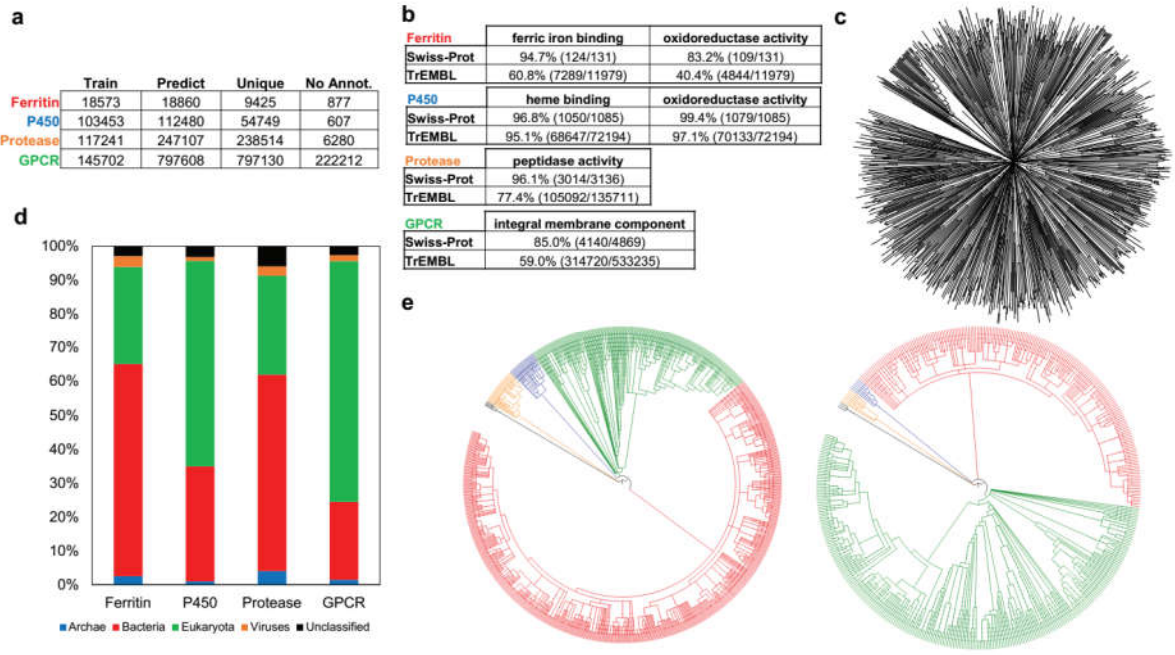 a
Train Predict Unique No Annot.
Ferritin 18573 18860 9425 877
P450 103453 112480 54749 607
Protease 117241 247107 238514 6280
GPCR 145702 797608 797130 222212
b
Ferritin ferric iron binding oxidoreductase activity
Swiss-Prot 94.7% (124/131) 83.2% (109/131)
TrEMBL 60.8% (7289/11979) 40.4% (4844/11979)
P450 heme binding oxidoreductase activity
Swiss-Prot 96.8% (1050/1085) 99.4% (1079/1085)
TrEMBL 95.1% (68647/72194) 97.1% (70133/72194)
Protease peptidase activity
Swiss-Prot 96.1% (3014/3136)
TrEMBL 77.4% (105092/135711)
GPCR integral membrane component
Swiss-Prot 85.0% (4140/4869)
TrEMBL 59.0% (314720/533235)
c
d
100%
90%
80%
70%
60%
50%
40%
30%
20%
10%
0%
Ferritin P450 Protease GPCR
Archae Bacteria Eukaryota Viruses Unclassified
e